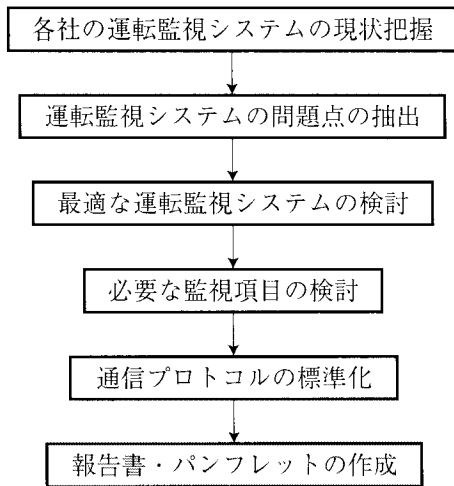 各社の運転監視システムの現状把握
運転監視システムの問題点の抽出
最適な運転監視システムの検討
必要な監視項目の検討
通信プロトコルの標準化
報告書・パンフレットの作成